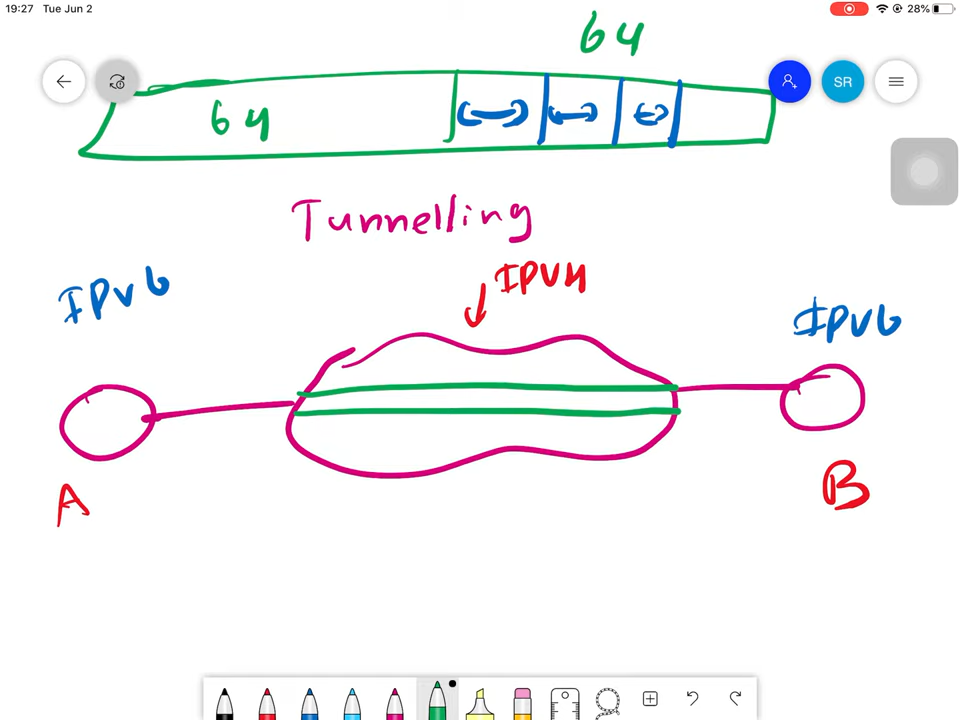 19:27 Tue Jun 2 28%
64
SR
64
Tunnelling
IPV4
IPv6
IPV6
A
B